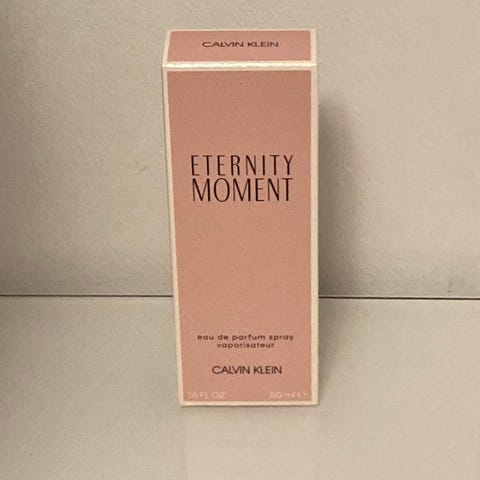 CALVIN KLEIN
ETERNITY
MOMENT
eau de parfum spray
vaporisateur
CALVIN KLEIN
1.6 FL OZ 50 ml e